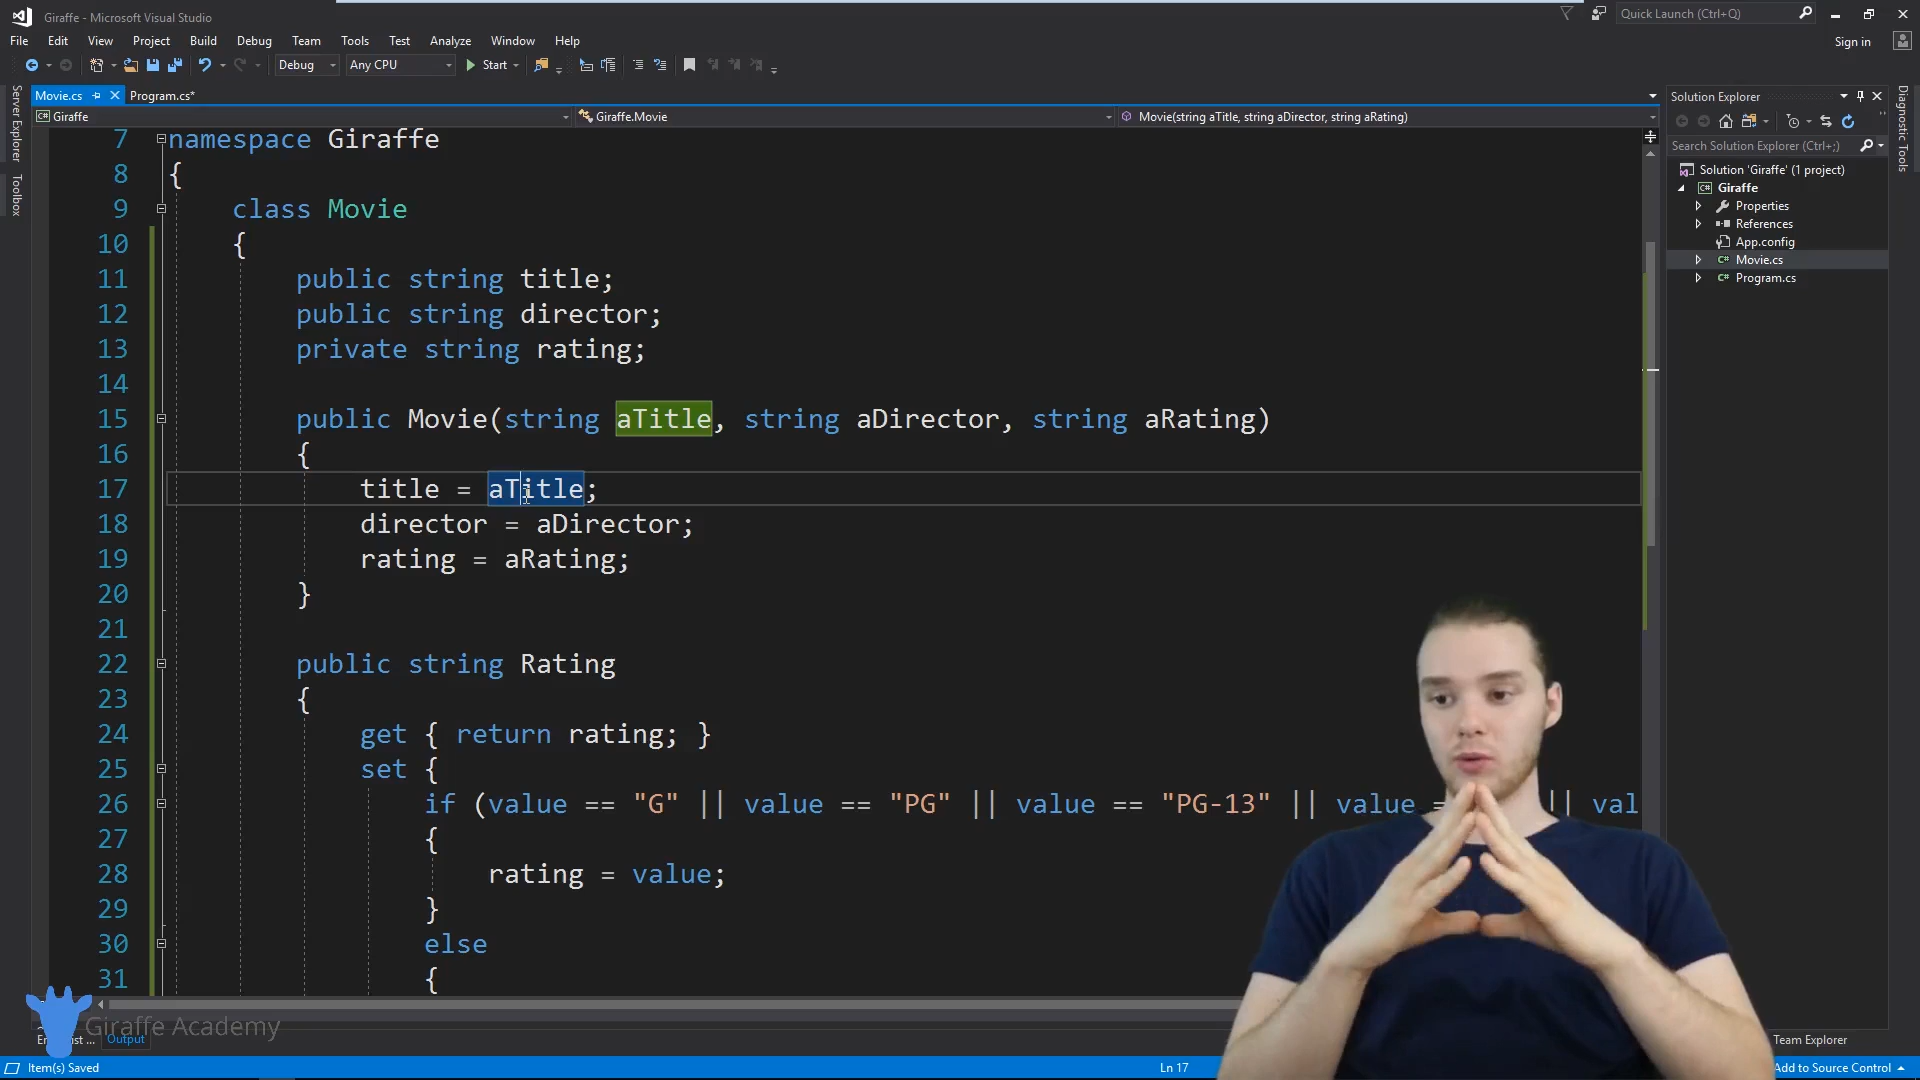 Giraffe - Microsoft Visual Studio
Quick Launch (Ctrl+Q)
File Edit View Project Build Debug Team Tools Test Analyze Window Help
Sign in
Debug Any CPU Start
Server Explorer
Toolbox
Movie.cs Program.cs*
Giraffe Giraffe.Movie Movie(string aTitle, string aDirector, string aRating)
7 namespace Giraffe
8 {
9 class Movie
10 {
11 public string title;
12 public string director;
13 private string rating;
14
15 public Movie(string aTitle, string aDirector, string aRating)
16 {
17 title = aTitle;
18 director = aDirector;
19 rating = aRating;
20 }
21
22 public string Rating
23 {
24 get { return rating; }
25 set {
26 if (value == "G" || value == "PG" || value == "PG-13" || value || val
27 {
28 rating = value;
29 }
30 else
31 {
Solution Explorer
Search Solution Explorer (Ctrl+;)
Solution 'Giraffe' (1 project)
Giraffe
Properties
References
App.config
Movie.cs
Program.cs
Diagnostic Tools
Giraffe Academy
Output
Team Explorer
Item(s) Saved Ln 17 Add to Source Control